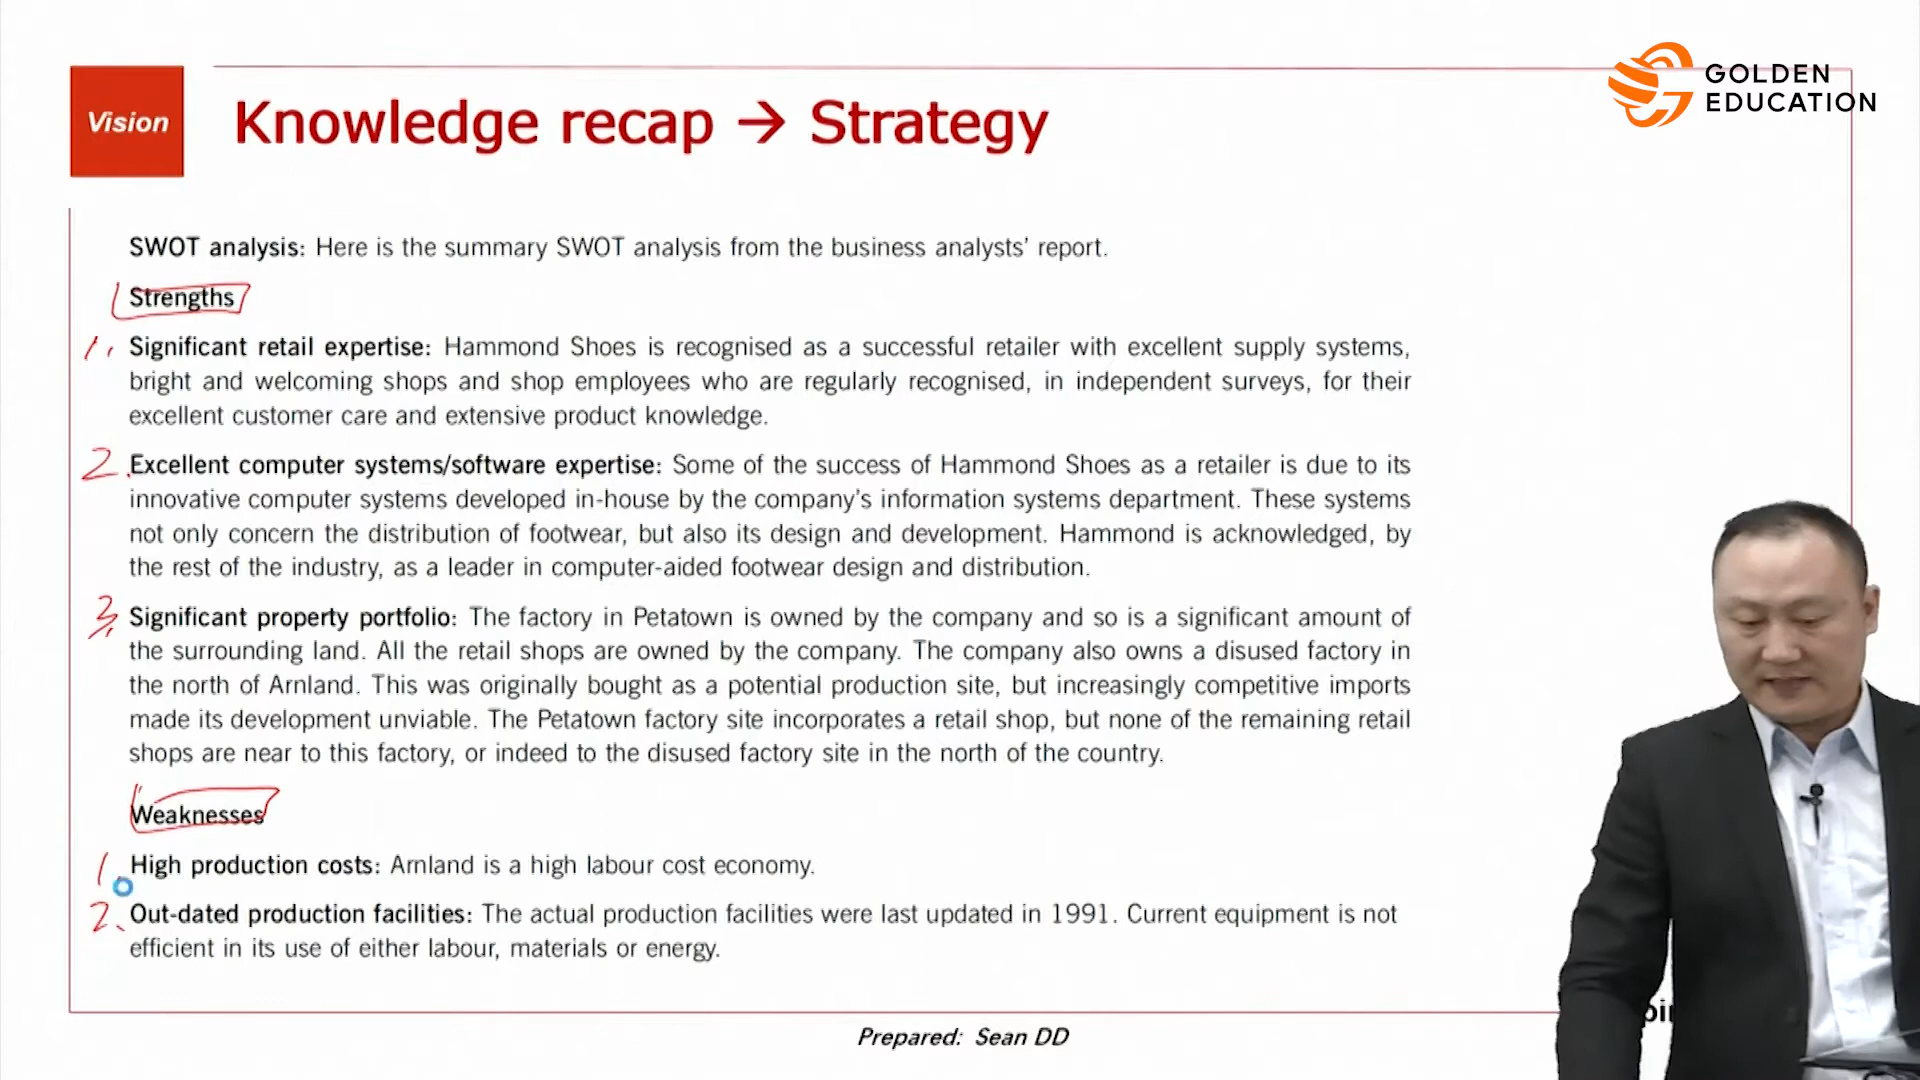 GOLDEN
EDUCATION
Vision
Knowledge recap → Strategy
SWOT analysis: Here is the summary SWOT analysis from the business analysts' report.
Strengths
1. Significant retail expertise: Hammond Shoes is recognised as a successful retailer with excellent supply systems,
bright and welcoming shops and shop employees who are regularly recognised, in independent surveys, for their
excellent customer care and extensive product knowledge.
2. Excellent computer systems/software expertise: Some of the success of Hammond Shoes as a retailer is due to its
innovative computer systems developed in-house by the company's information systems department. These systems
not only concern the distribution of footwear, but also its design and development. Hammond is acknowledged, by
the rest of the industry, as a leader in computer-aided footwear design and distribution.
3. Significant property portfolio: The factory in Petatown is owned by the company and so is a significant amount of
the surrounding land. All the retail shops are owned by the company. The company also owns a disused factory in
the north of Arnland. This was originally bought as a potential production site, but increasingly competitive imports
made its development unviable. The Petatown factory site incorporates a retail shop, but none of the remaining retail
shops are near to this factory, or indeed to the disused factory site in the north of the country.
Weaknesses
1. High production costs: Arnland is a high labour cost economy.
2. Out-dated production facilities: The actual production facilities were last updated in 1991. Current equipment is not
efficient in its use of either labour, materials or energy.
Prepared: Sean DD